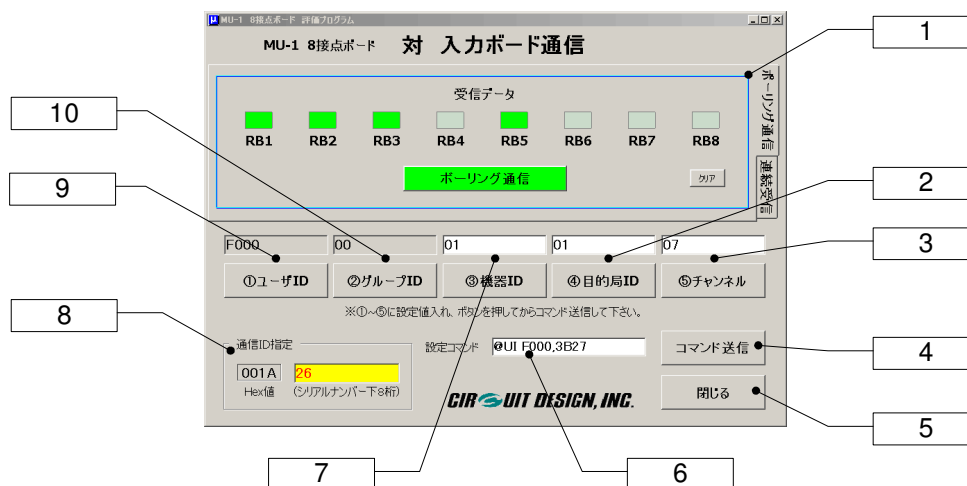 MU-1 8接点ボード 評価プログラム
MU-1 8接点ボード 対 入力ボード通信
受信データ
RB1 RB2 RB3 RB4 RB5 RB6 RB7 RB8
ポーリング通信
クリア
ポーリング通信
連続受信
F000 00 01 01 07
①ユーザID ②グループID ③機器ID ④目的局ID ⑤チャンネル
※①~⑤に設定値入れ、ボタンを押してからコマンド送信して下さい。
通信ID指定
001A 26
Hex値 (シリアルナンバー下8桁)
設定コマンド @UI F000,3B27
コマンド送信
閉じる
CIRCUIT DESIGN, INC.
1
2
3
4
5
6
7
8
9
10